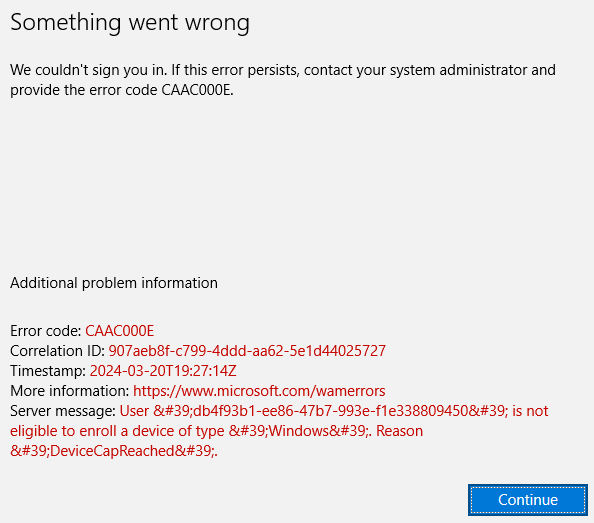 Something went wrong
We couldn't sign you in. If this error persists, contact your system administrator and
provide the error code CAAC000E.
Additional problem information
Error code: CAAC000E
Correlation ID: 907aeb8f-c799-4ddd-aa62-5e1d44025727
Timestamp: 2024-03-20T19:27:14Z
More information: https://www.microsoft.com/wamerrors
Server message: User &#39;db4f93b1-ee86-47b7-993e-f1e338809450&#39; is not
eligible to enroll a device of type &#39;Windows&#39;. Reason
&#39;DeviceCapReached&#39;.
Continue